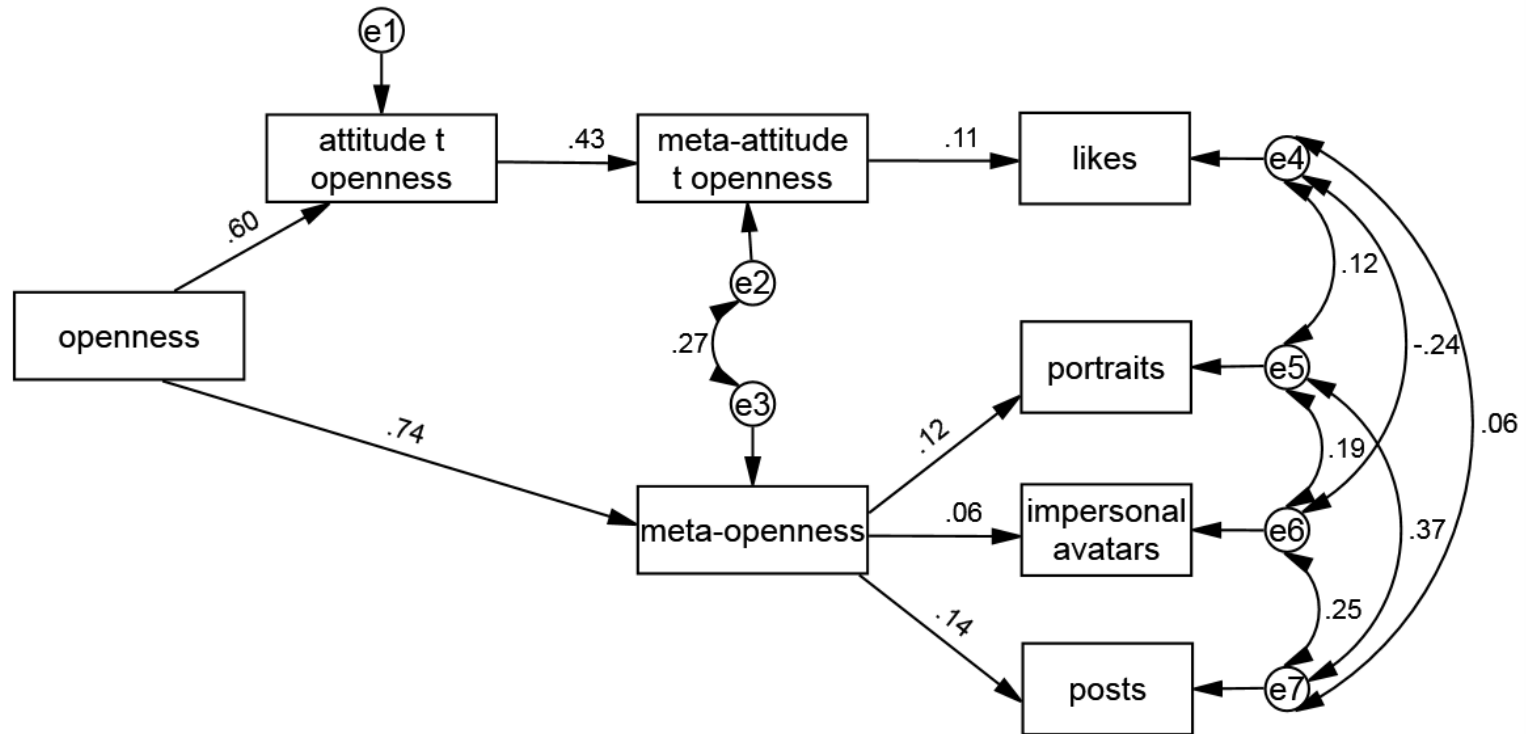 e1
attitude t
openness
.43
meta-attitude
t openness
.11
likes
e4
.60
e2
.12
openness
.27
-.24
portraits
e5
e3
.74
.12
.19
.06
meta-openness
.06
impersonal
avatars
e6
.37
.14
.25
posts
e7